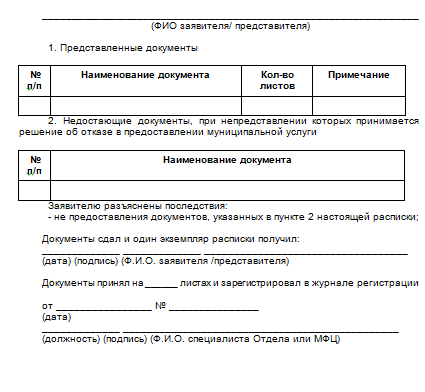 (ФИО заявителя/ представителя)
1. Представленные документы
№ п/п Наименование документа Кол-во листов Примечание
2. Недостающие документы, при непредставлении которых принимается
решение об отказе в предоставлении муниципальной услуги
№ п/п Наименование документа
Заявителю разъяснены последствия:
- не предоставления документов, указанных в пункте 2 настоящей расписки;
Документы сдал и один экземпляр расписки получил:
(дата) (подпись) (Ф.И.О. заявителя /представителя)
Документы принял на ______ листах и зарегистрировал в журнале регистрации
от _________________ № ________________
(дата)
(должность) (подпись) (Ф.И.О. специалиста Отдела или МФЦ)